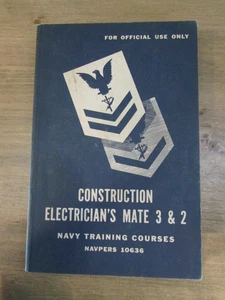 FOR OFFICIAL USE ONLY
CONSTRUCTION
ELECTRICIAN'S MATE 3 & 2
NAVY TRAINING COURSES
NAVPERS 10636